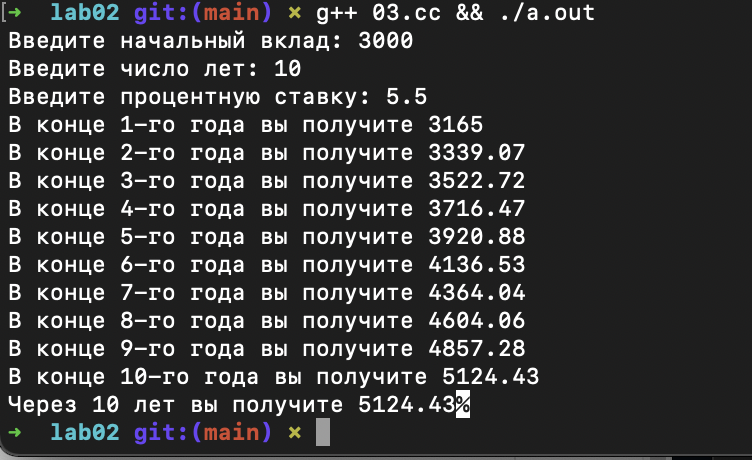 [➜  lab02 git:(main) ✗ g++ 03.cc && ./a.out
Введите начальный вклад: 3000
Введите число лет: 10
Введите процентную ставку: 5.5
В конце 1-го года вы получите 3165
В конце 2-го года вы получите 3339.07
В конце 3-го года вы получите 3522.72
В конце 4-го года вы получите 3716.47
В конце 5-го года вы получите 3920.88
В конце 6-го года вы получите 4136.53
В конце 7-го года вы получите 4364.04
В конце 8-го года вы получите 4604.06
В конце 9-го года вы получите 4857.28
В конце 10-го года вы получите 5124.43
Через 10 лет вы получите 5124.43%
➜  lab02 git:(main) ✗